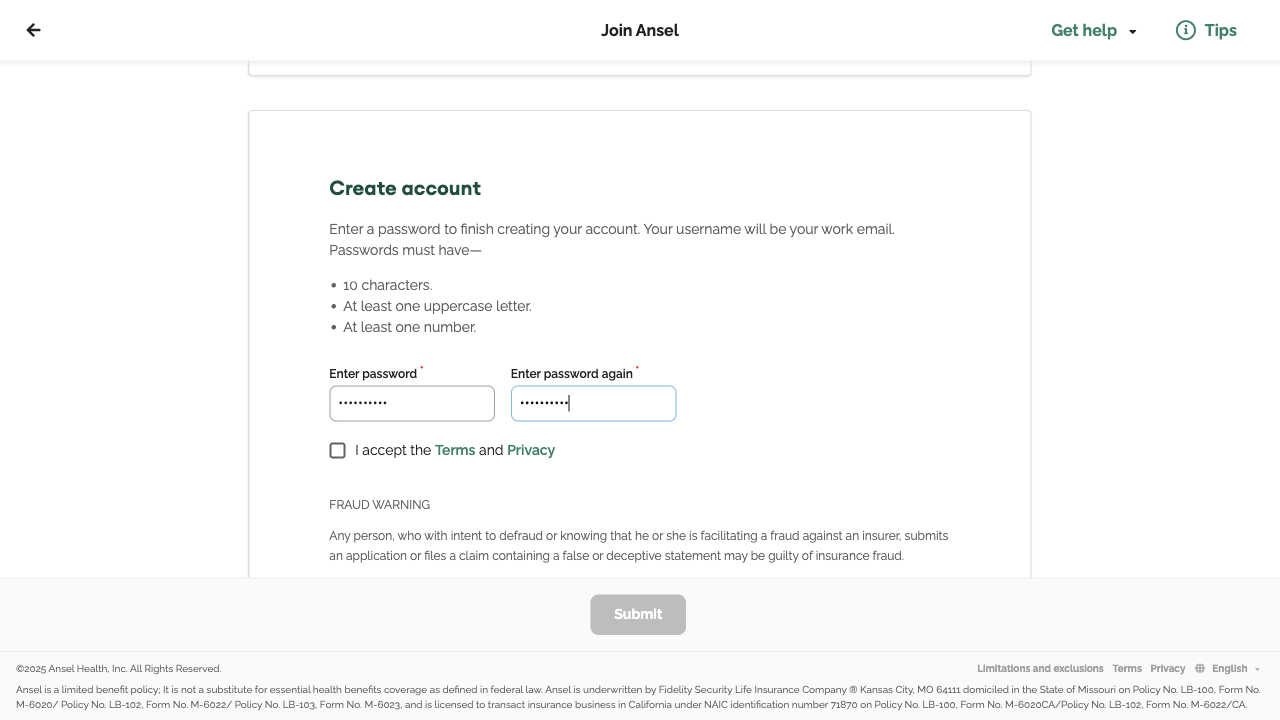 Join Ansel
Get help
Tips
Create account
Enter a password to finish creating your account. Your username will be your work email.
Passwords must have—
• 10 characters.
• At least one uppercase letter.
• At least one number.
Enter password *
Enter password again *
••••••••••
••••••••••
I accept the Terms and Privacy
FRAUD WARNING
Any person, who with intent to defraud or knowing that he or she is facilitating a fraud against an insurer, submits
an application or files a claim containing a false or deceptive statement may be guilty of insurance fraud.
Submit
©2025 Ansel Health, Inc. All Rights Reserved.
Limitations and exclusions Terms Privacy English
Ansel is a limited benefit policy; It is not a substitute for essential health benefits coverage as defined in federal law. Ansel is underwritten by Fidelity Security Life Insurance Company ® Kansas City, MO 64111 domiciled in the State of Missouri on Policy No. LB-100, Form No.
M-6020/ Policy No. LB-102, Form No. M-6022/ Policy No. LB-103, Form No. M-6023, and is licensed to transact insurance business in California under NAIC identification number 71870 on Policy No. LB-100, Form No. M-6020CA/Policy No. LB-102, Form No. M-6022/CA.